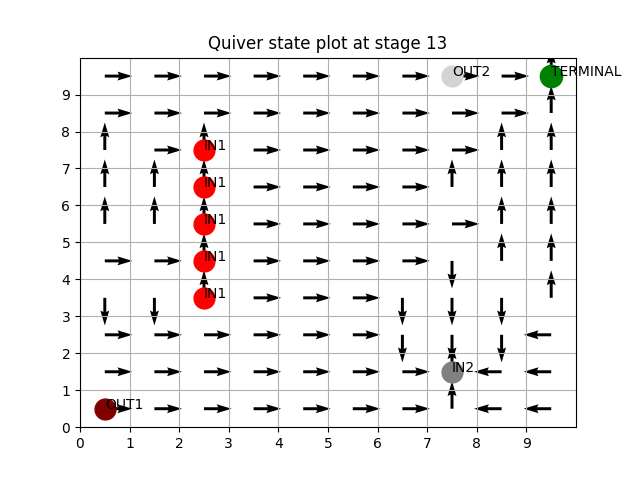 Quiver state plot at stage 13
OUT2
TERMINAL
9
8
IN1
7
IN1
6
IN1
5
IN1
4
IN1
3
2
IN2
1
OUT1
0
0 1 2 3 4 5 6 7 8 9